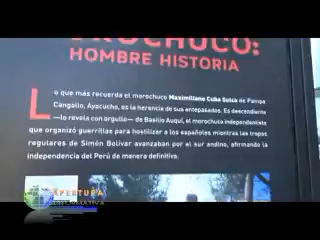 MOROCHUCO:
HOMBRE HISTORIA
Lo que más recuerda el morochuco Maximiliano Cuba Sulca de Pampa
Cangallo, Ayacucho, es la herencia de sus antepasados. Es descendiente
—lo revela con orgullo— de Basilio Auqui, el morochuco independentista
que organizó guerrillas para hostilizar a los españoles mientras las tropas
regulares de Simón Bolívar avanzaban por el sur andino, afirmando la
independencia del Perú de manera definitiva.
APERTURA